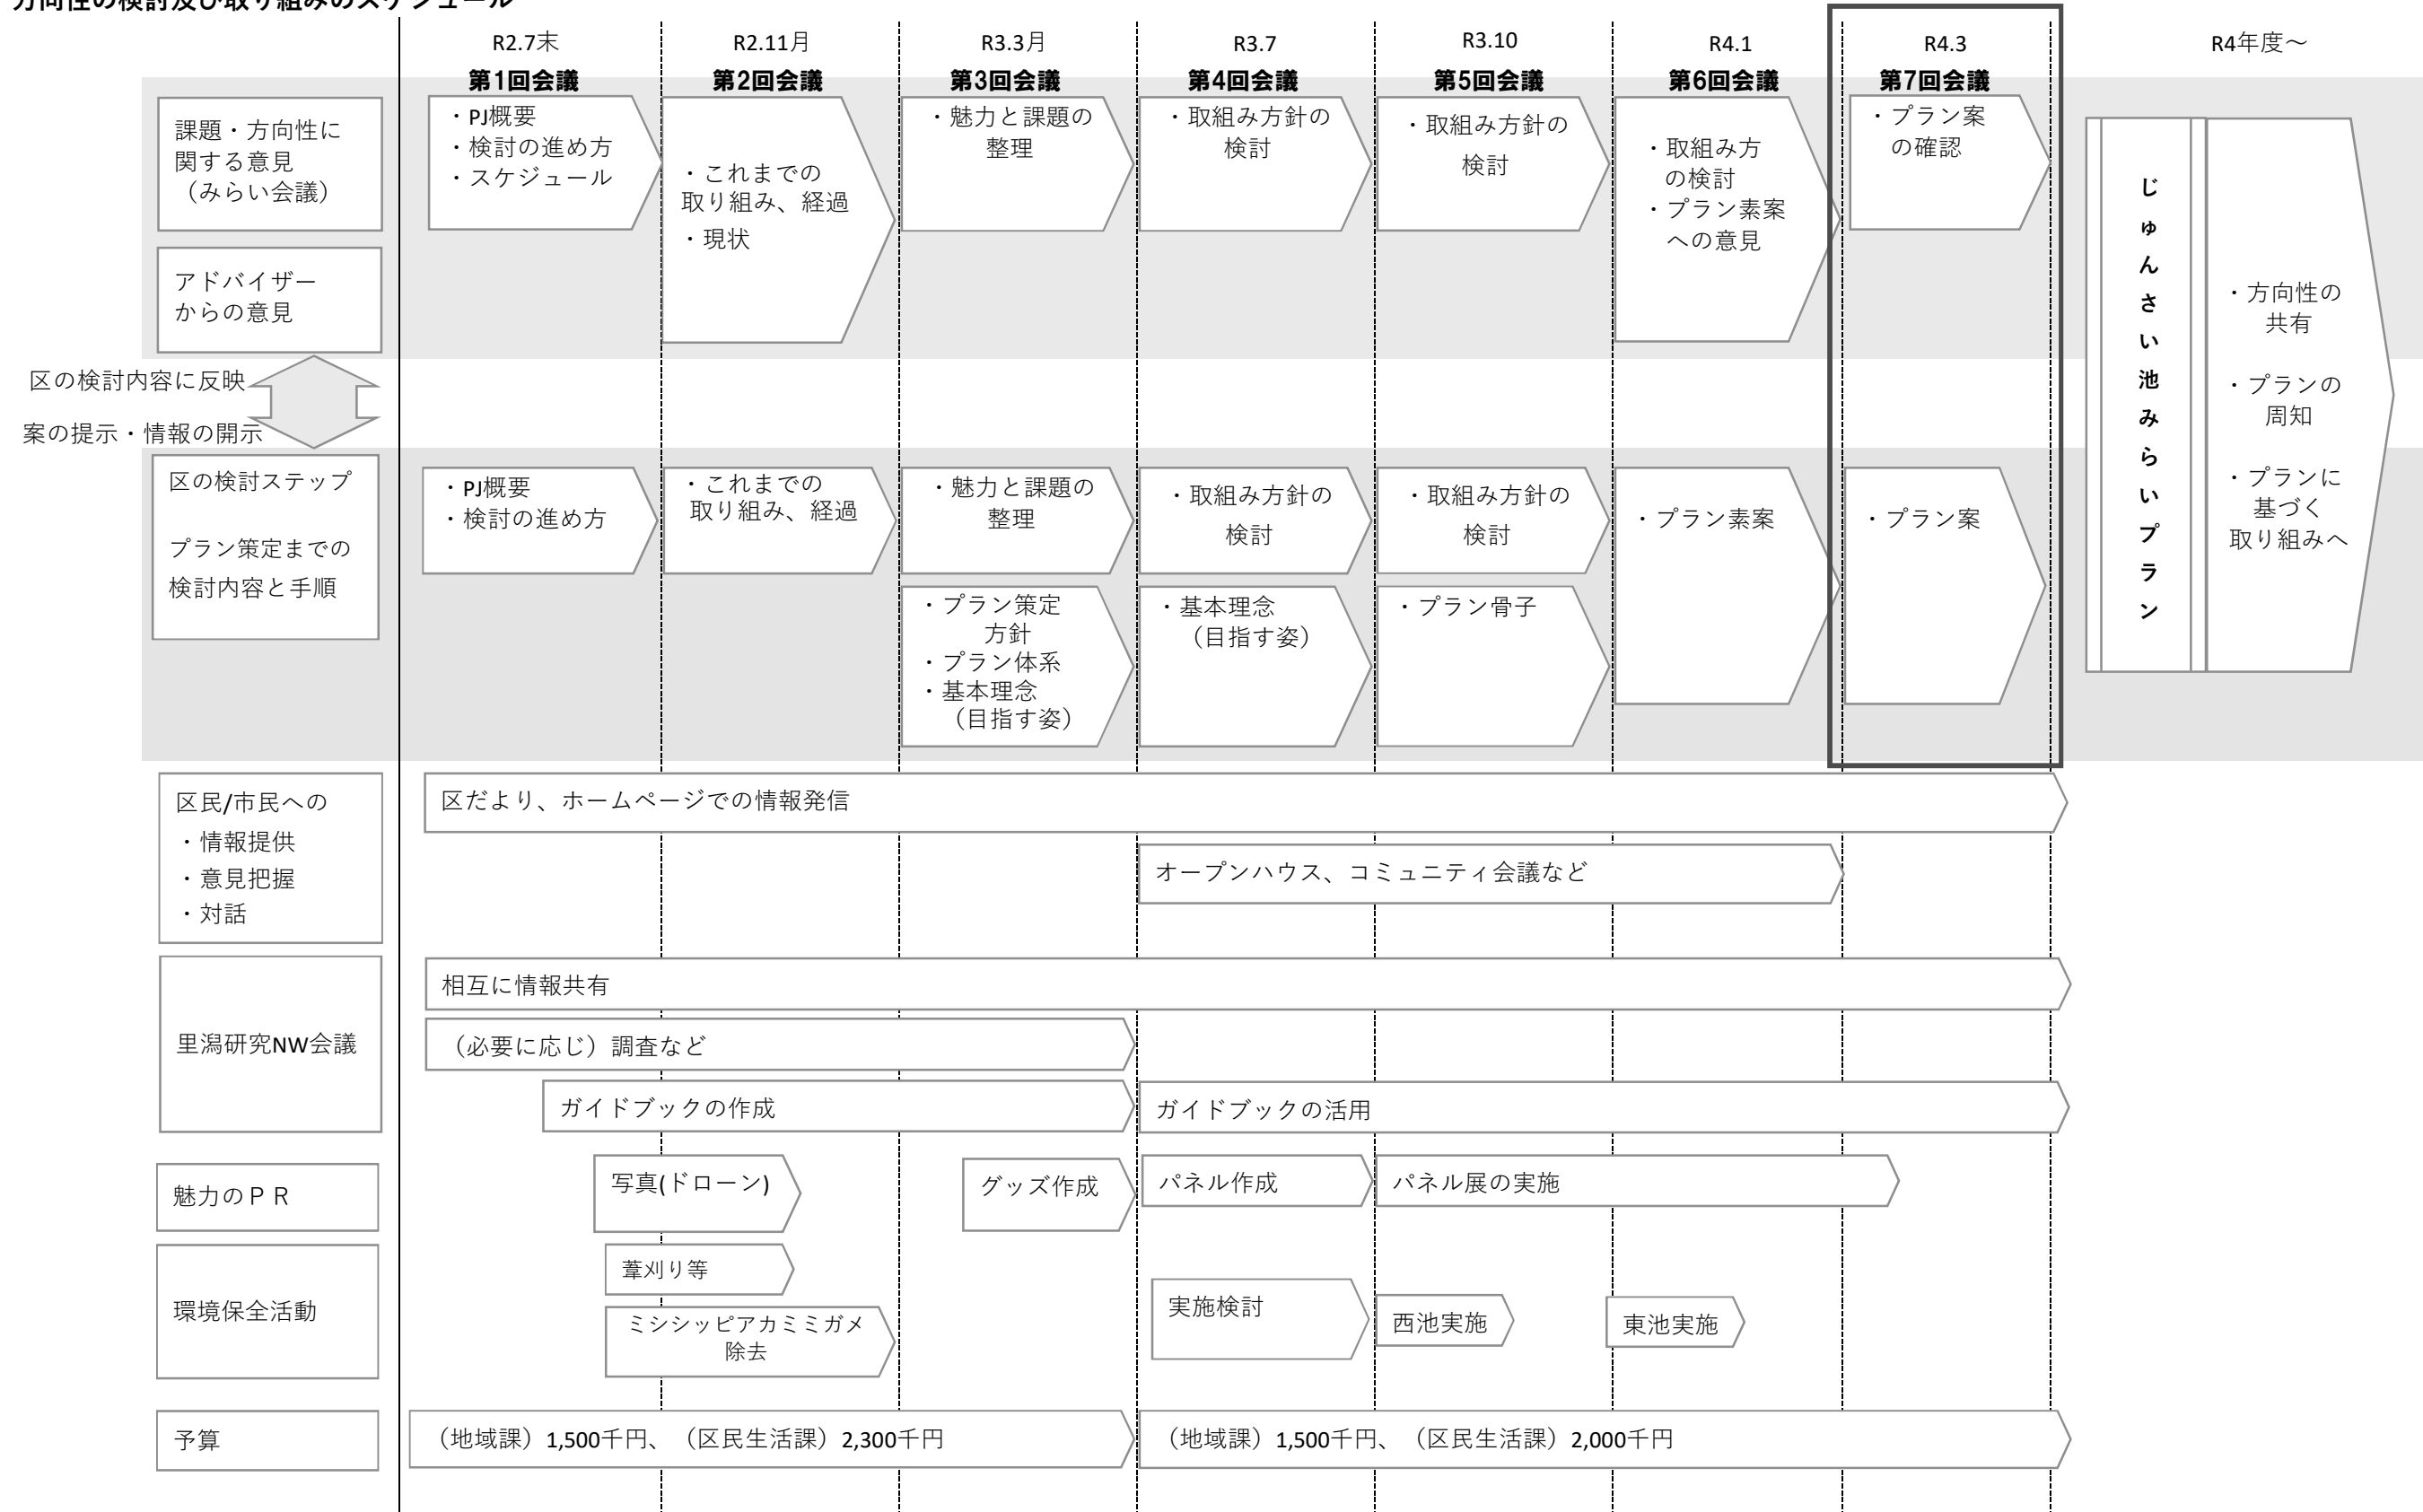 方向性の検討及び取り組みのスケジュール
R2.7末
R2.11月
R3.3月
R3.7
R3.10
R4.1
R4.3
R4年度～
第1回会議
第2回会議
第3回会議
第4回会議
第5回会議
第6回会議
第7回会議
課題・方向性に
関する意見
（みらい会議）
アドバイザー
からの意見
・PJ概要
・検討の進め方
・スケジュール
・これまでの
取り組み、経過
・現状
・魅力と課題の
整理
・取組み方針の
検討
・取組み方針の
検討
・取組み方
の検討
・プラン素案
への意見
・プラン案
の確認
じゅんさい池みらいプラン
・方向性の
共有
・プランの
周知
・プランに
基づく
取り組みへ
区の検討内容に反映
案の提示・情報の開示
区の検討ステップ
プラン策定までの
検討内容と手順
・PJ概要
・検討の進め方
・これまでの
取り組み、経過
・魅力と課題の
整理
・取組み方針の
検討
・取組み方針の
検討
・プラン素案
・プラン案
・プラン策定
方針
・プラン体系
・基本理念
（目指す姿）
・基本理念
（目指す姿）
・プラン骨子
区民/市民への
・情報提供
・意見把握
・対話
区だより、ホームページでの情報発信
オープンハウス、コミュニティ会議など
里潟研究NW会議
相互に情報共有
（必要に応じ）調査など
ガイドブックの作成
ガイドブックの活用
魅力のＰＲ
写真(ドローン)
グッズ作成
パネル作成
パネル展の実施
環境保全活動
葦刈り等
ミシシッピアカミミガメ
除去
実施検討
西池実施
東池実施
予算
（地域課）1,500千円、（区民生活課）2,300千円
（地域課）1,500千円、（区民生活課）2,000千円